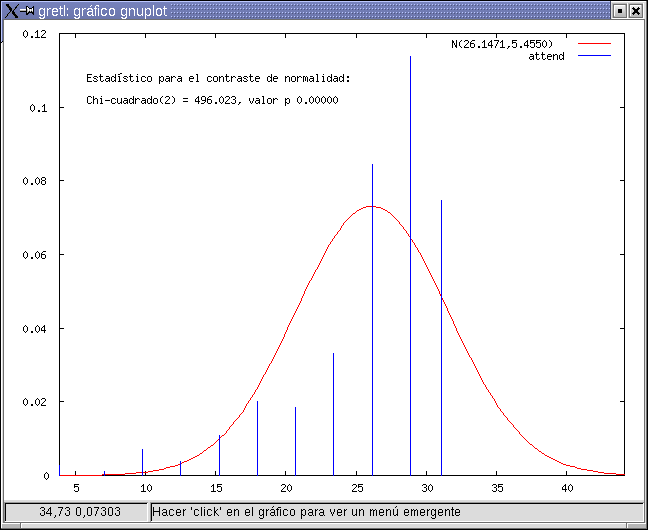 gretl: gráfico gnuplot
0.12
N(26.1471,5.4550)
attend
Estadístico para el contraste de normalidad:
Chi-cuadrado(2) = 496.023, valor p 0.00000
0.1
0.08
0.06
0.04
0.02
0
5 10 15 20 25 30 35 40
34,73 0,07303
Hacer 'click' en el gráfico para ver un menú emergente